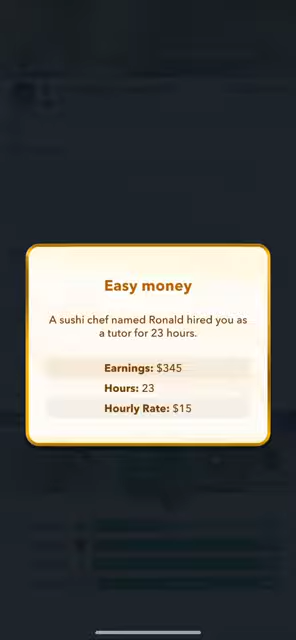 Easy money
A sushi chef named Ronald hired you as
a tutor for 23 hours.
Earnings: $345
Hours: 23
Hourly Rate: $15